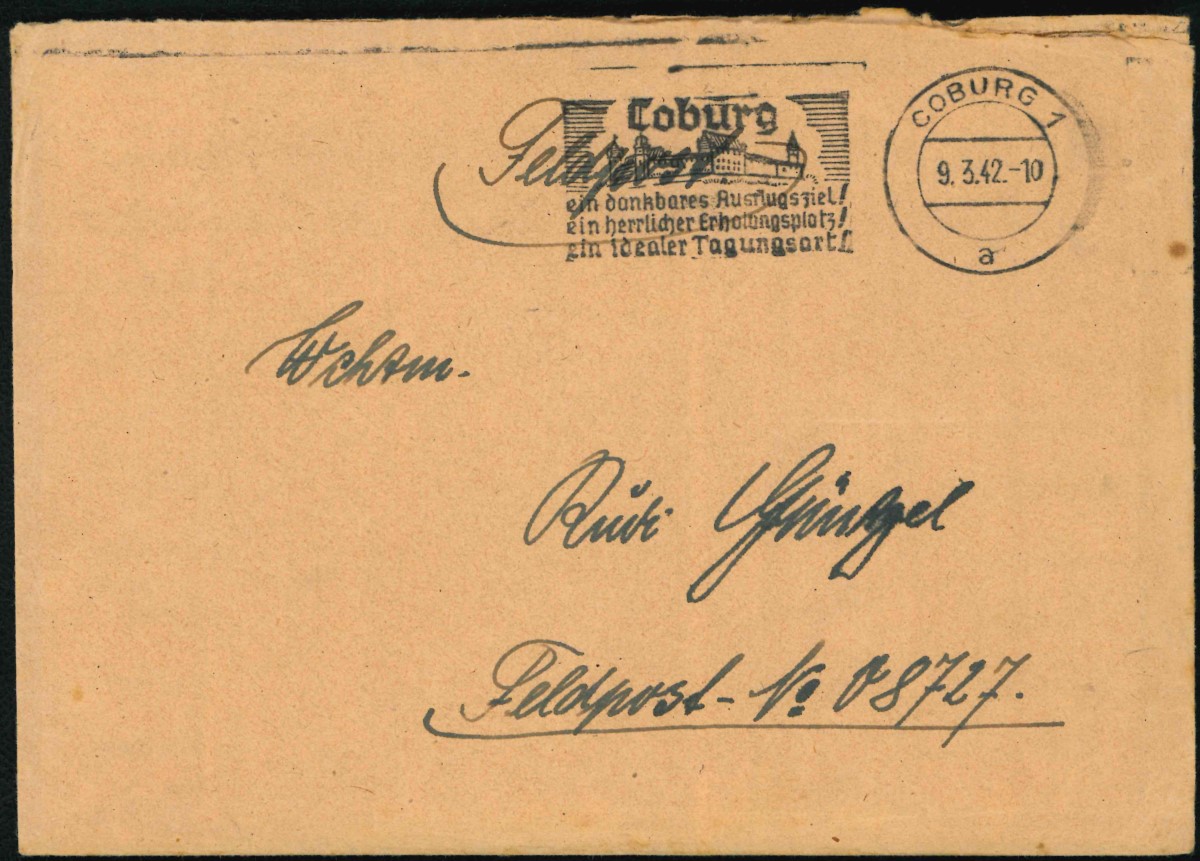 Feldpost
Coburg
ein dankbares Ausflugsziel!
ein herrlicher Erholungsplatz!
ein idealer Tagungsort!
COBURG 1
9. 3.42.-10
a
Wchtm.
Rudi
Feldpost - No 08727.